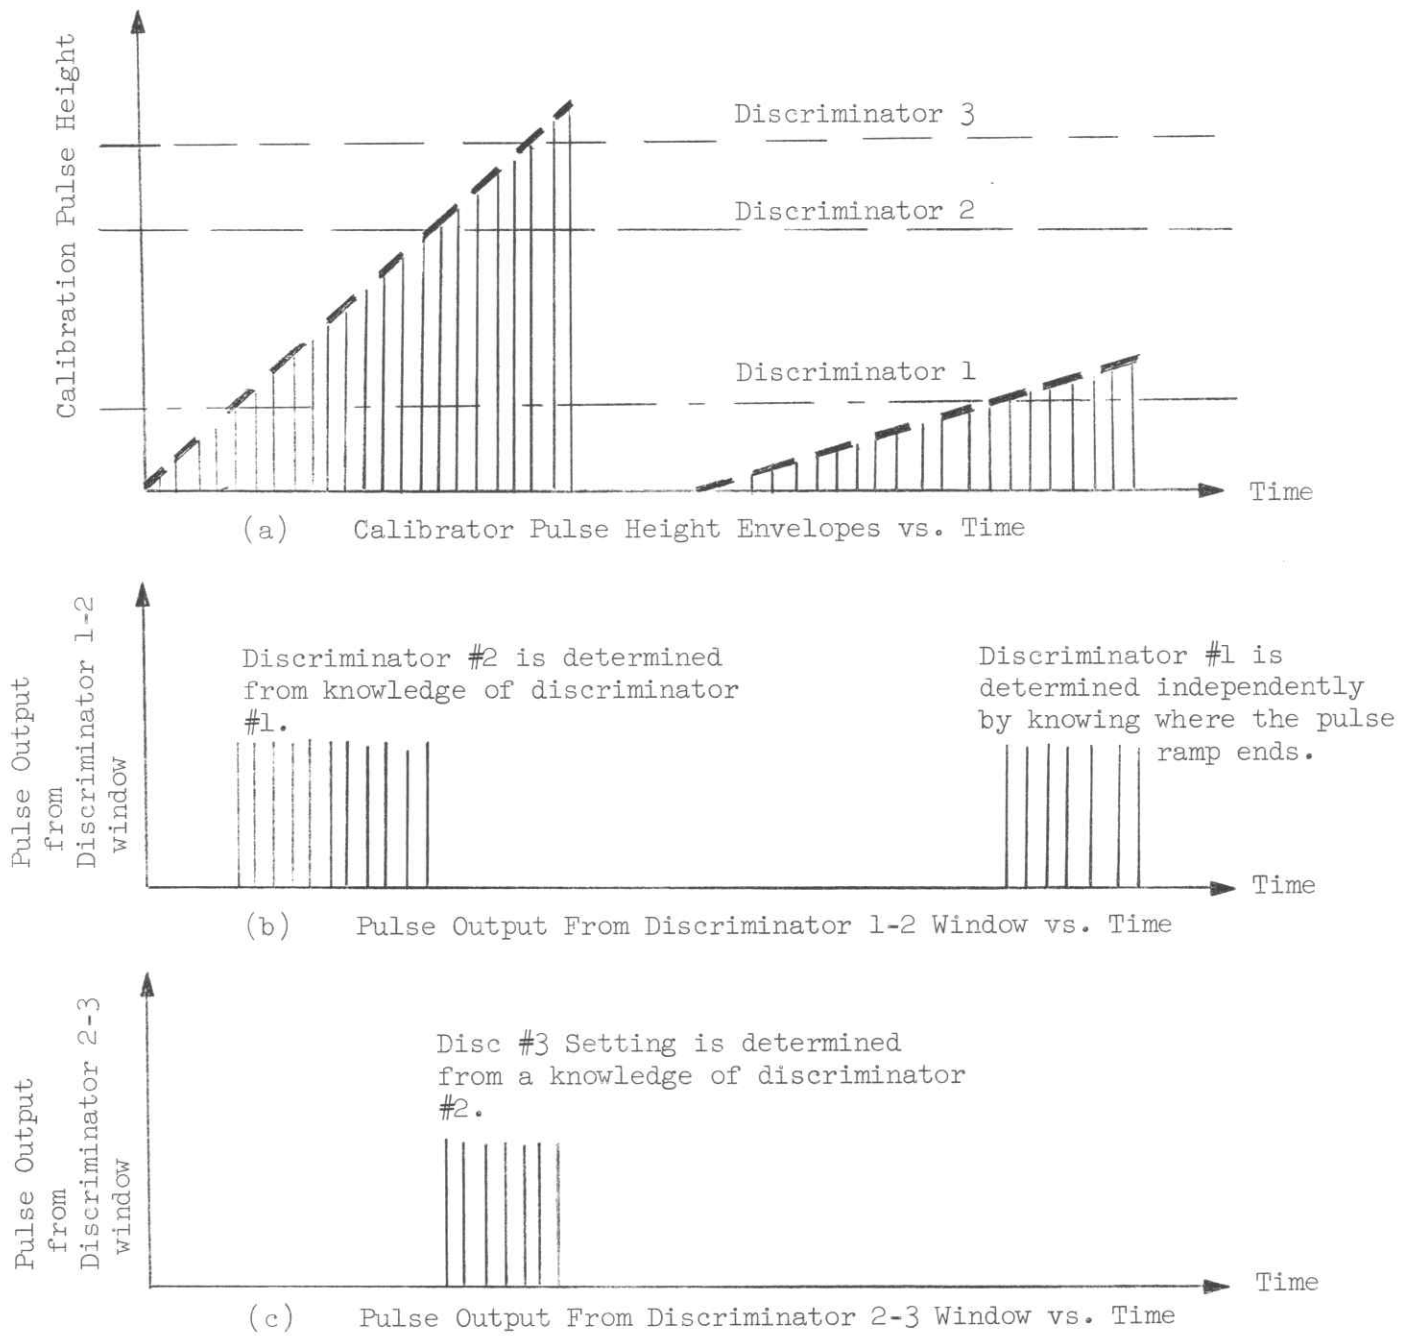 Calibration Pulse Height
Discriminator 3
Discriminator 2
Discriminator 1
Time
(a) Calibrator Pulse Height Envelopes vs. Time
Pulse Output
from
Discriminator 1-2
window
Discriminator #2 is determined
from knowledge of discriminator
#1.
Discriminator #1 is
determined independently
by knowing where the pulse
ramp ends.
Time
(b) Pulse Output From Discriminator 1-2 Window vs. Time
Pulse Output
from
Discriminator 2-3
window
Disc #3 Setting is determined
from a knowledge of discriminator
#2.
Time
(c) Pulse Output From Discriminator 2-3 Window vs. Time